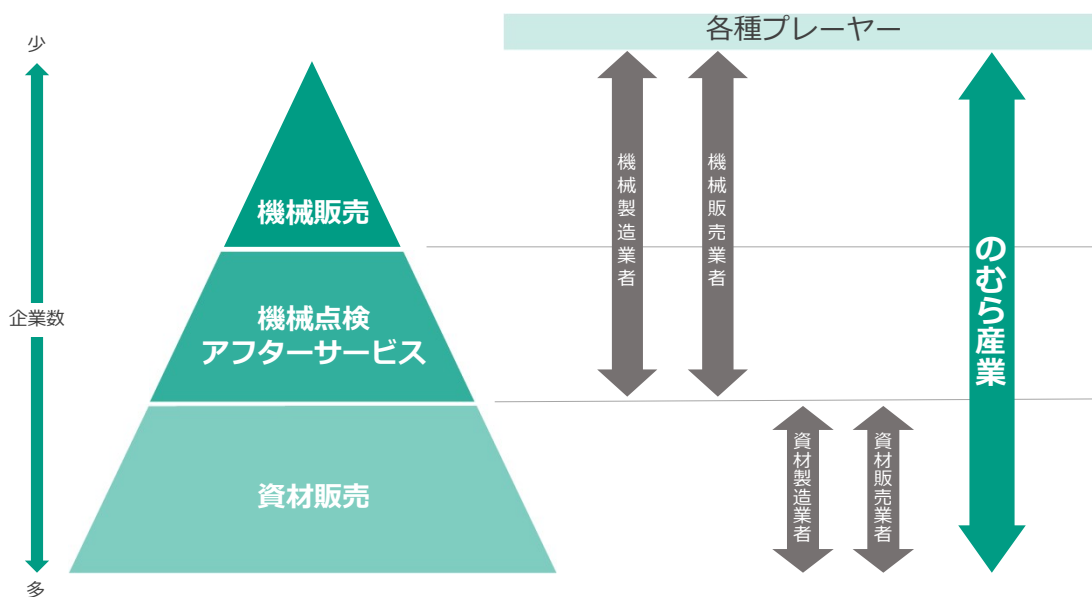 各種プレーヤー
少
企業数
多
機械販売
機械点検
アフターサービス
資材販売
機械製造業者
機械販売業者
資材製造業者
資材販売業者
のむら産業